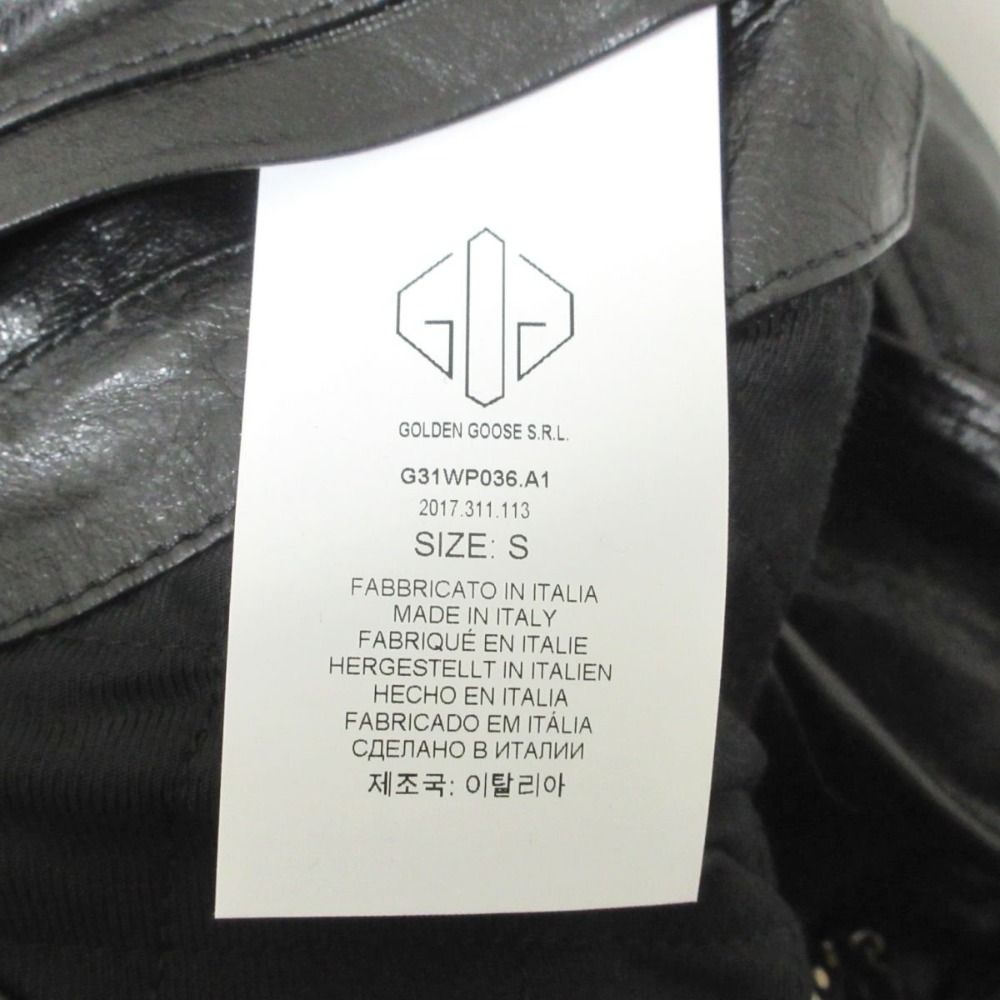 GOLDEN GOOSE S.R.L.
G31WP036.A1
2017.311.113
SIZE: S
FABBRICATO IN ITALIA
MADE IN ITALY
FABRIQUÉ EN ITALIE
HERGESTELLT IN ITALIEN
HECHO EN ITALIA
FABRICADO EM ITÁLIA
СДЕЛАНО В ИТАЛИИ
제조국: 이탈리아